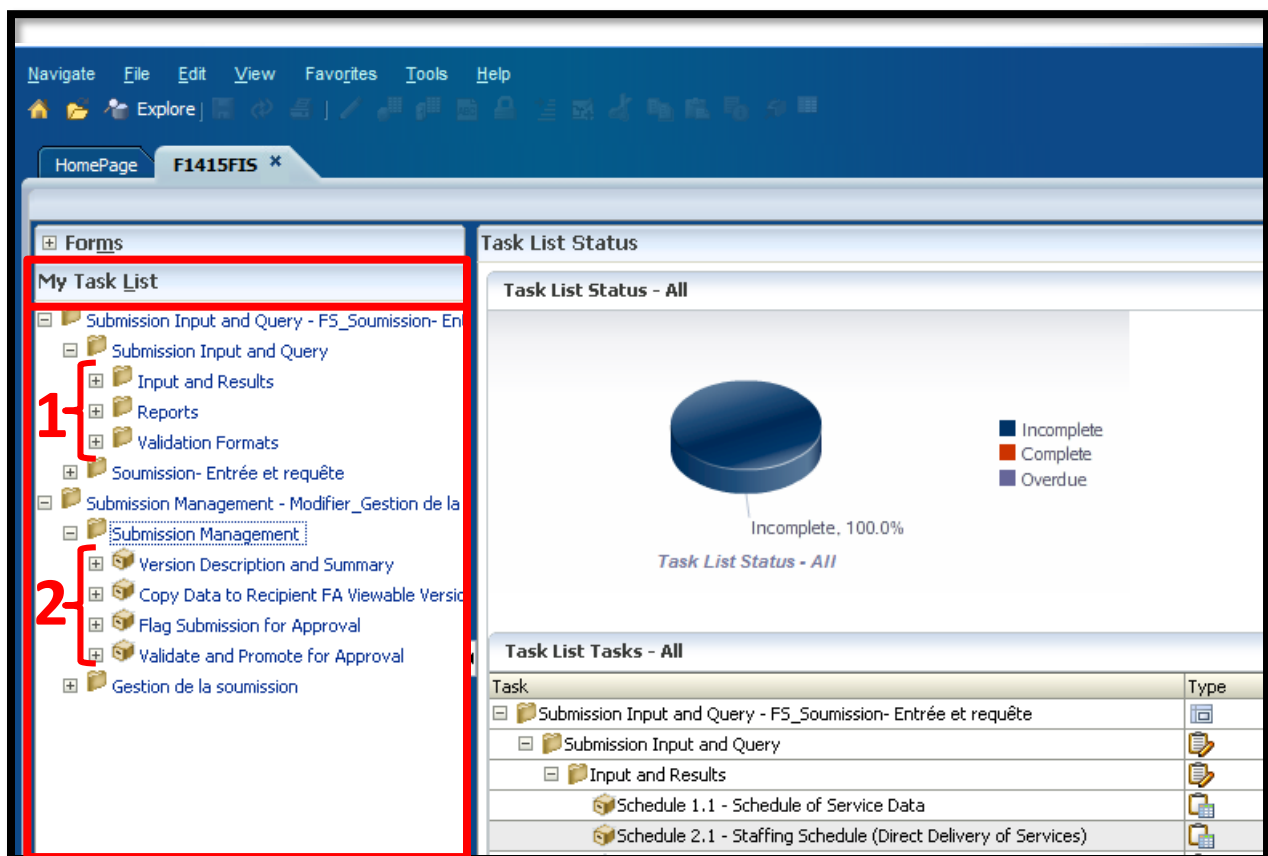 Navigate File Edit View Favorites Tools Help
Explore
HomePage F1415FIS ×
Forms
My Task List
Submission Input and Query - FS_Soumission- En
Submission Input and Query
Input and Results
Reports
Validation Formats
1
Soumission- Entrée et requête
Submission Management - Modifier_Gestion de la
Submission Management
Version Description and Summary
Copy Data to Recipient FA Viewable Versio
Flag Submission for Approval
Validate and Promote for Approval
2
Gestion de la soumission
Task List Status
Task List Status - All
Incomplete
Complete
Overdue
Incomplete, 100.0%
Task List Status - All
Task List Tasks - All
Task Type
Submission Input and Query - FS_Soumission- Entrée et requête
Submission Input and Query
Input and Results
Schedule 1.1 - Schedule of Service Data
Schedule 2.1 - Staffing Schedule (Direct Delivery of Services)